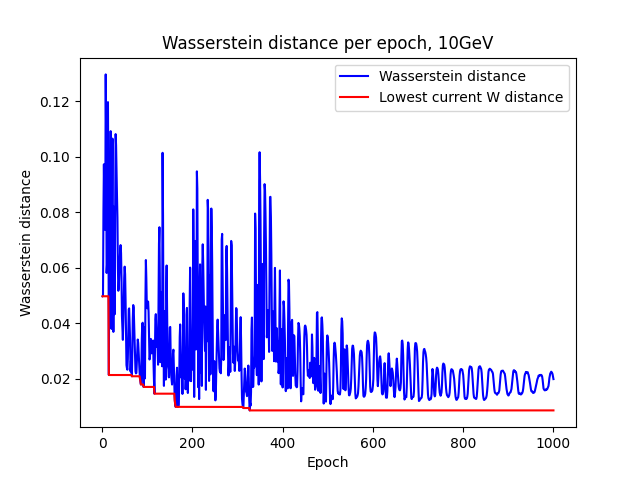 Wasserstein distance per epoch, 10GeV
Wasserstein distance
Lowest current W distance
0.12
0.10
0.08
0.06
0.04
0.02
Wasserstein distance
0
200
400
600
800
1000
Epoch